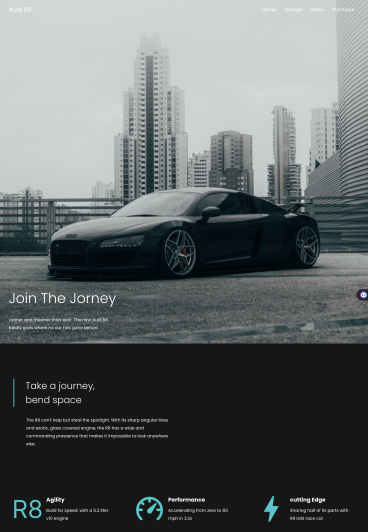 Audi R8
Home Garage News Purchase
Join The Jorney
Leaner and meaner than ever. The new Audi R8
boldly goes where no car has gone before.
Take a journey,
bend space
The R8 can't help but steal the spotlight. With its sharp angular lines
and exotic, glass covered engine, the R8 has a wide and
commanding presence that makes it impossible to look anywhere
else.
R8
Agility
Build for speed, with a 5.2 liter
v10 engine
Performance
Accelerating from zero to 60
mph in 3.2s
cutting Edge
Sharing half of its parts with
R8 LMS race car